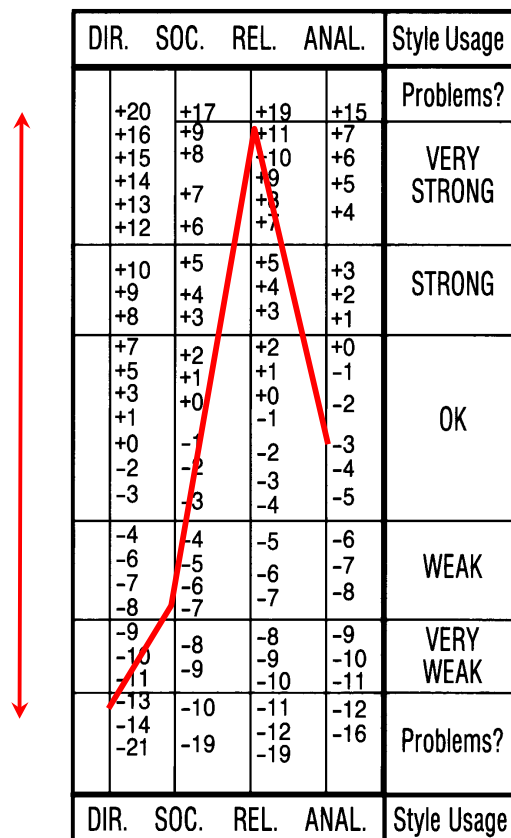 DIR. SOC. REL. ANAL. Style Usage
+20 +17 +19 +15 Problems?
+16 +9 +11 +7
+15 +8 -10 +6 VERY
+14 +9 +5 STRONG
+13 +7 +8 +4
+12 +6 +7
+10 +5 +5 +3
+9 +4 +4 +2 STRONG
+8 +3 +3 +1
+7 +2 +2 +0
+5 +1 +1 -1
+3 +0 +0 -2
+1 -1 OK
+0 -1 -2 -3
-2 -2 -3 -4
-3 -3 -4 -5
-4 -4 -5 -6
-6 -5 -6 -7 WEAK
-7 -6 -7 -8
-8 -7
-9 -8 -8 -9 VERY
-10 -9 -9 -10 WEAK
-11 -10 -11
-13 -10 -11 -12
-14 -12 -16 Problems?
-21 -19 -19
DIR. SOC. REL. ANAL. Style Usage